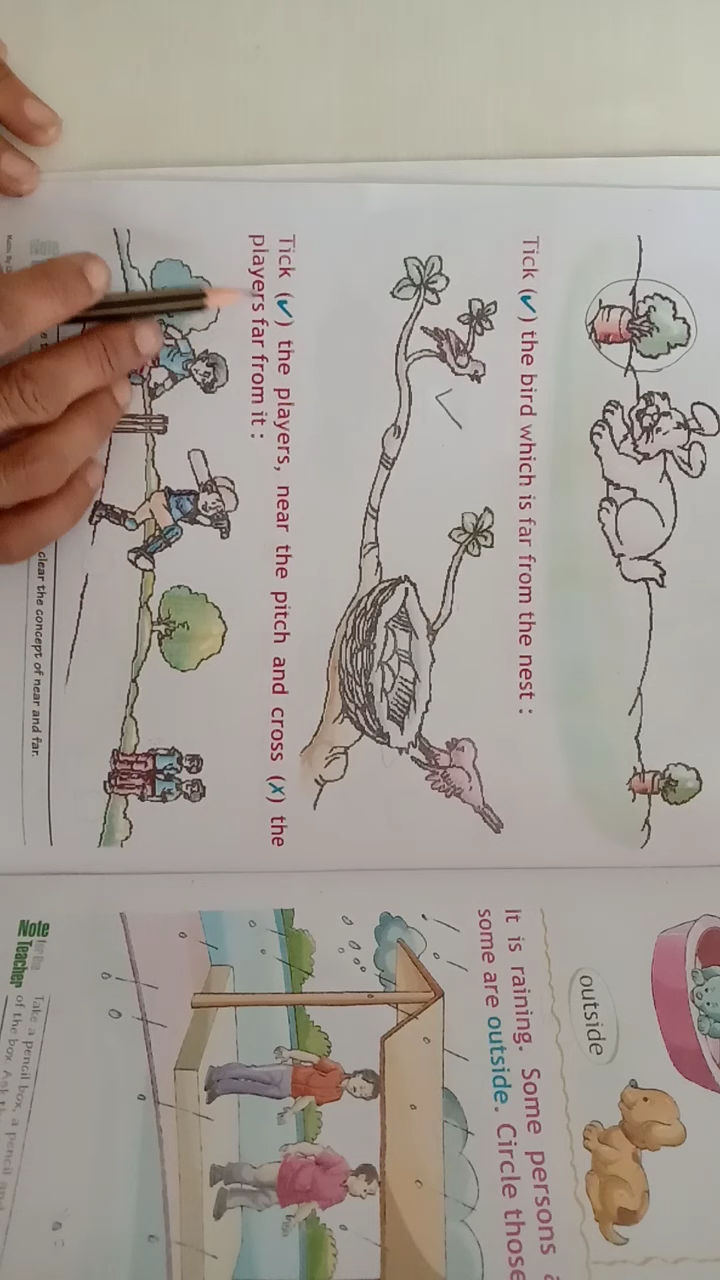 Tick (✔) the bird which is far from the nest :
Tick (✔) the players, near the pitch and cross (✗) the
players far from it :
clear the concept of near and far.
outside
It is raining. Some persons
some are outside. Circle those
Note
Teacher
Take a pencil box, a pencil and
of the box.